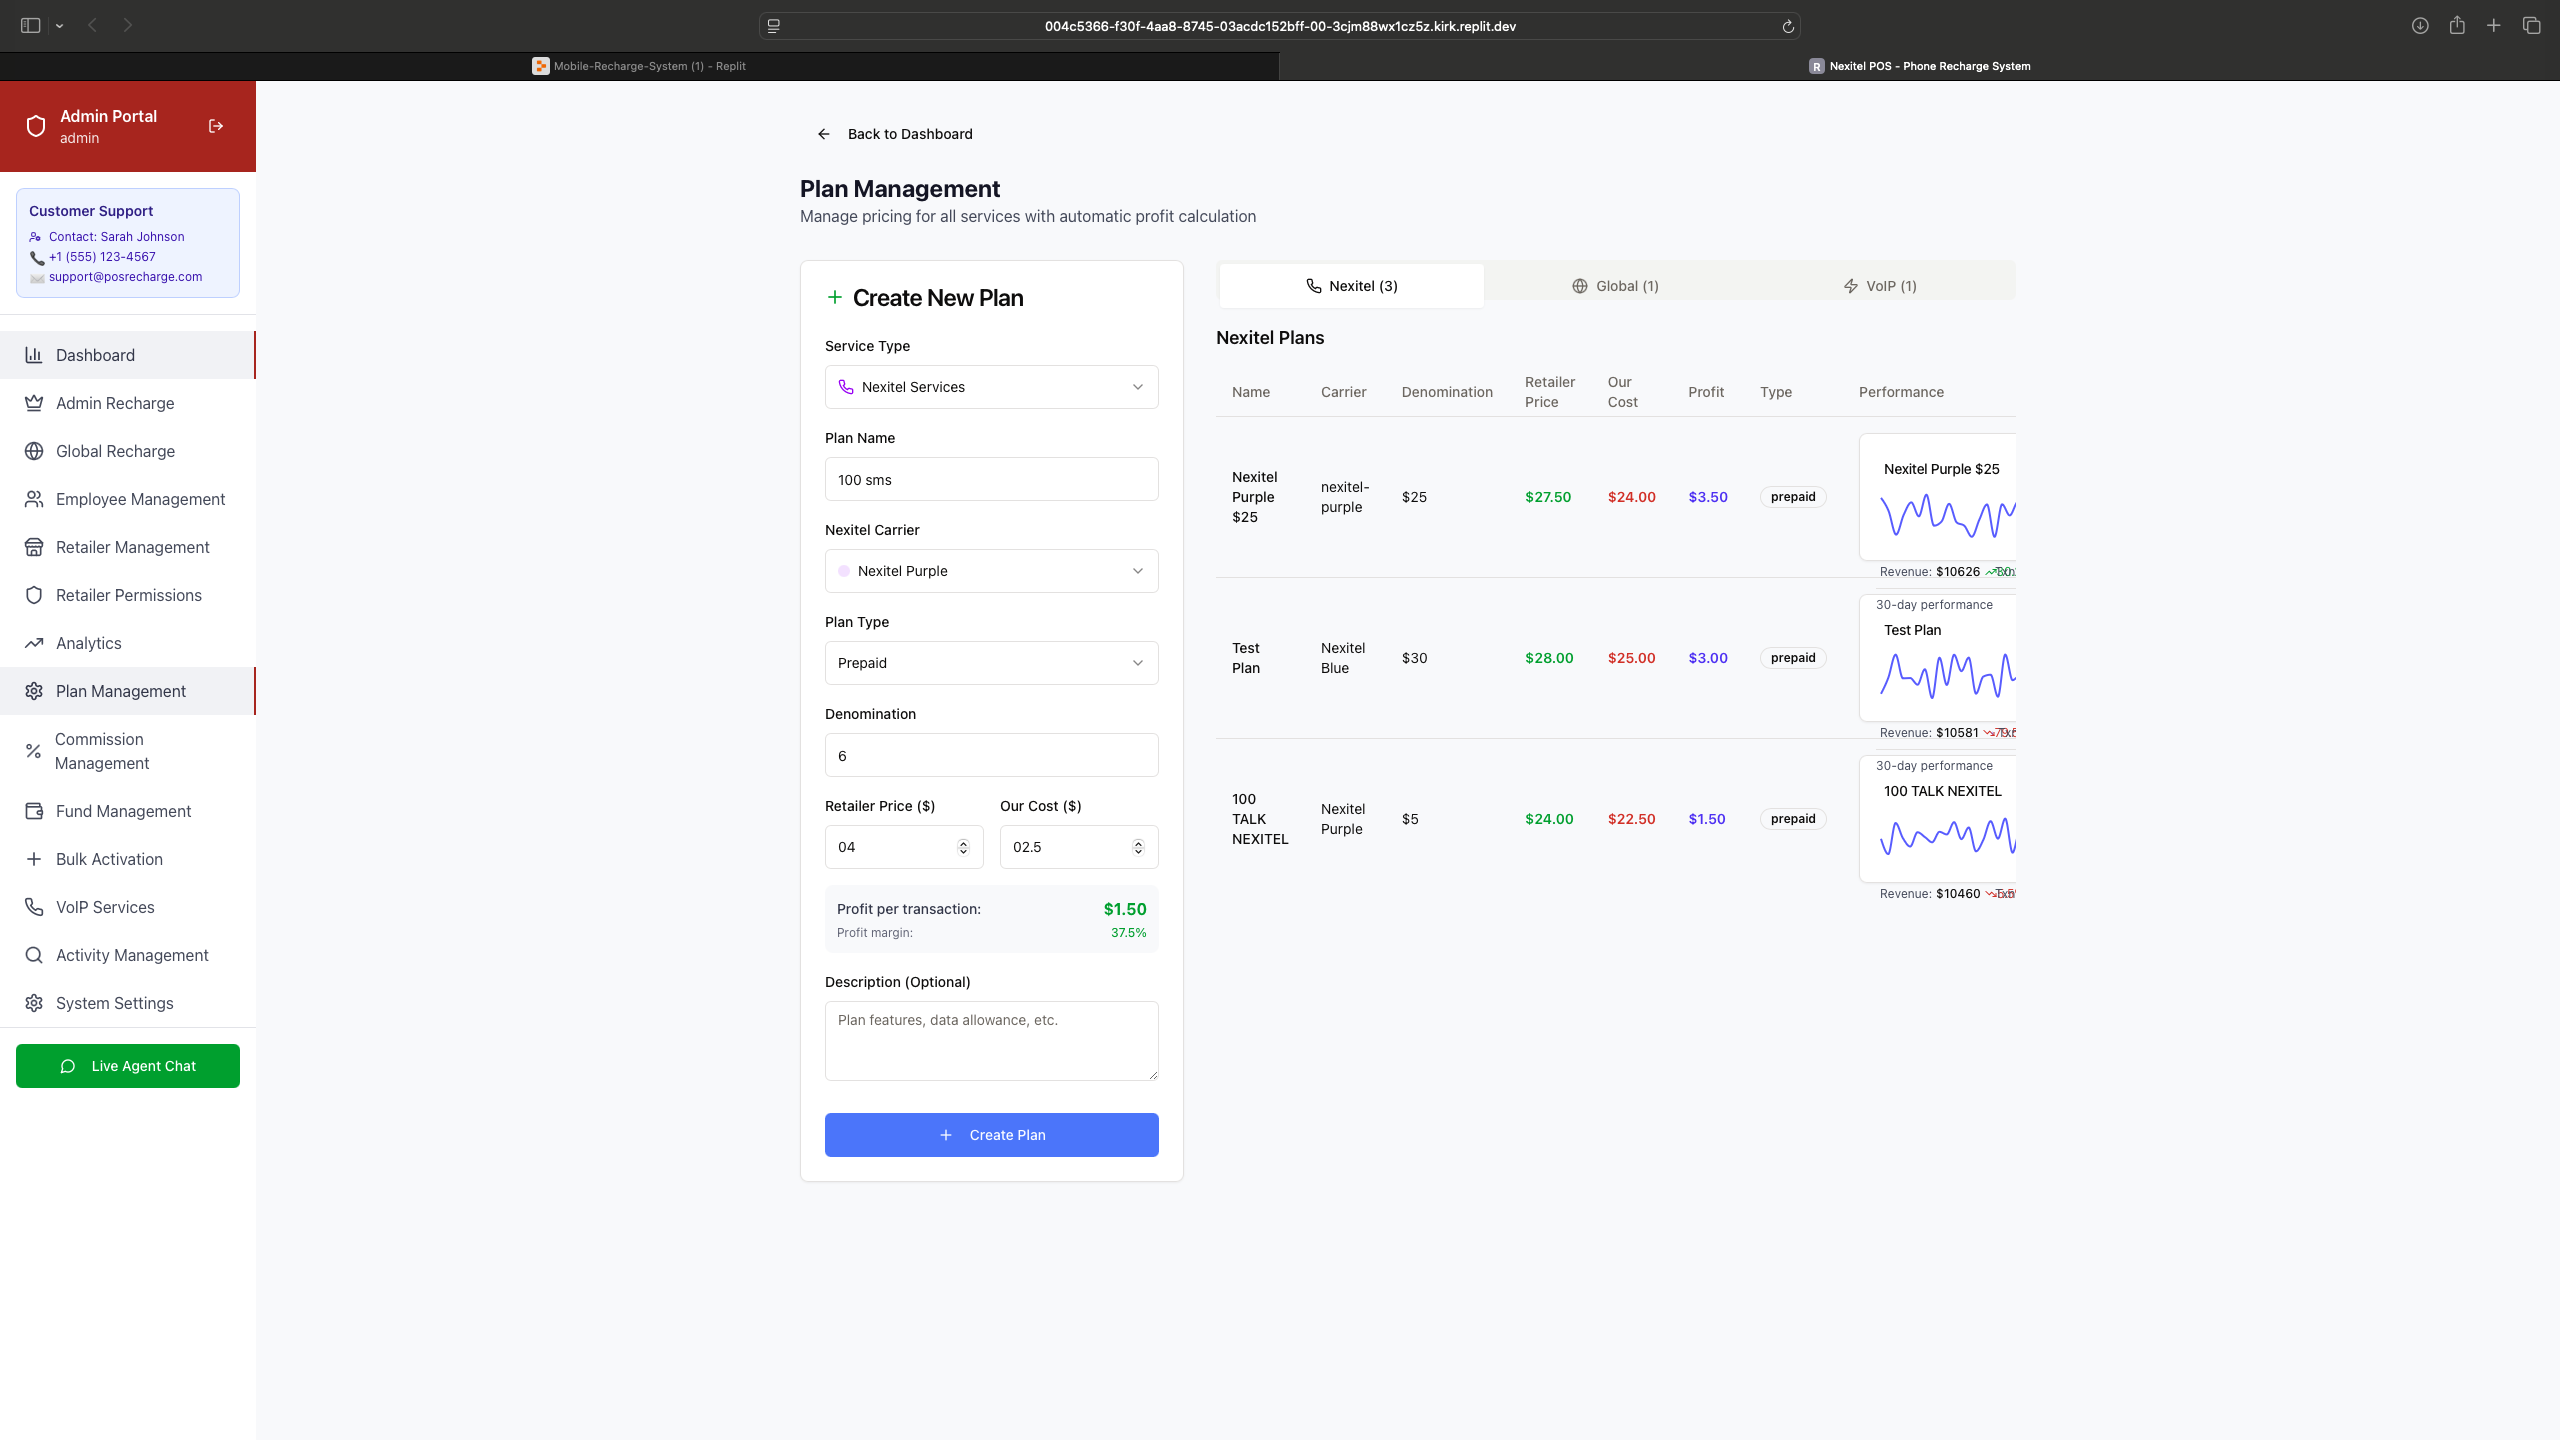 004c5366-f30f-4aa8-8745-03acdc152bff-00-3cjm88wx1cz5z.kirk.replit.dev
Mobile-Recharge-System (1) - Replit
R Nexitel POS - Phone Recharge System
Admin Portal
admin
Customer Support
Contact: Sarah Johnson
+1 (555) 123-4567
support@posrecharge.com
Dashboard
Admin Recharge
Global Recharge
Employee Management
Retailer Management
Retailer Permissions
Analytics
Plan Management
Commission
Management
Fund Management
Bulk Activation
VoIP Services
Activity Management
System Settings
Live Agent Chat
Back to Dashboard
Plan Management
Manage pricing for all services with automatic profit calculation
Create New Plan
Service Type
Nexitel Services
Plan Name
100 sms
Nexitel Carrier
Nexitel Purple
Plan Type
Prepaid
Denomination
6
Retailer Price ($) Our Cost ($)
04 02.5
Profit per transaction: $1.50
Profit margin: 37.5%
Description (Optional)
Plan features, data allowance, etc.
Create Plan
Nexitel (3) Global (1) VoIP (1)
Nexitel Plans
Name Carrier Denomination Retailer Price Our Cost Profit Type Performance
Nexitel Purple $25 nexitel-purple $25 $27.50 $24.00 $3.50 prepaid
Nexitel Purple $25
Revenue: $10626
30-day performance
Test Plan Nexitel Blue $30 $28.00 $25.00 $3.00 prepaid
Test Plan
Revenue: $10581
30-day performance
100 TALK NEXITEL Nexitel Purple $5 $24.00 $22.50 $1.50 prepaid
100 TALK NEXITEL
Revenue: $10460